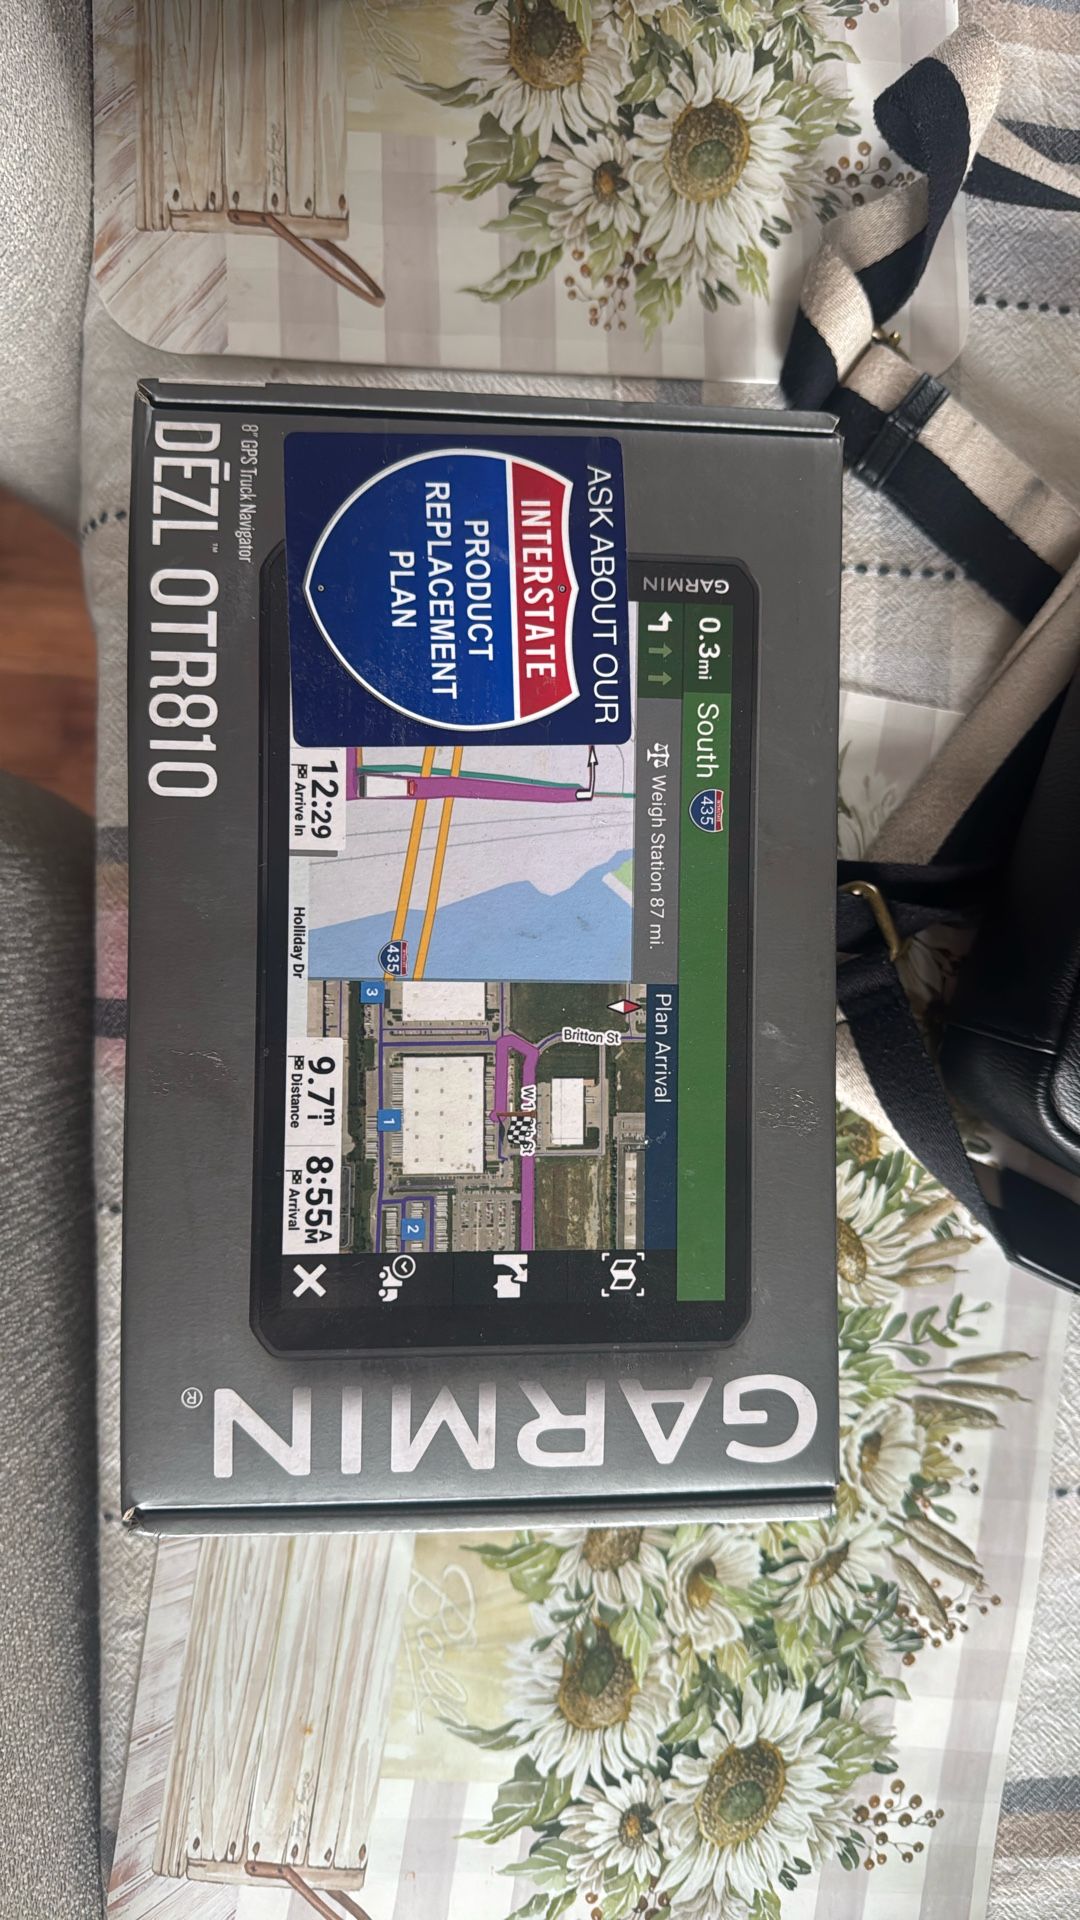 ASK ABOUT OUR
INTERSTATE
PRODUCT
REPLACEMENT
PLAN
GARMIN
0.3mi South 435
Weigh Station 87 mi.
Plan Arrival
Britton St
435
3
1
2
12:29
Arrive In
Holliday Dr
9.7mi
Distance
8:55AM
Arrival
GARMIN®
8" GPS Truck Navigator
DĒZL™ OTR810